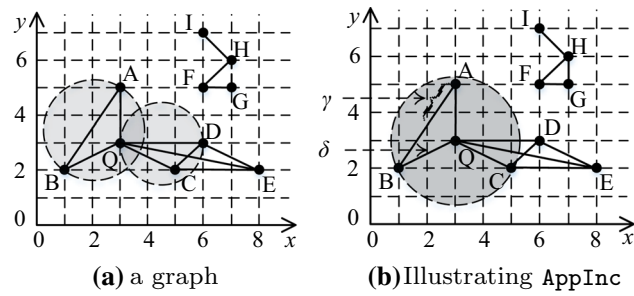 y
I
H
6
A
F
G
4
D
Q
2
B
C
E
0
0 2 4 6 8 x
(a) a graph
y
I
H
6
A
F
G
γ
4
D
δ
Q
2
B
C
E
0
0 2 4 6 8 x
(b) Illustrating AppInc